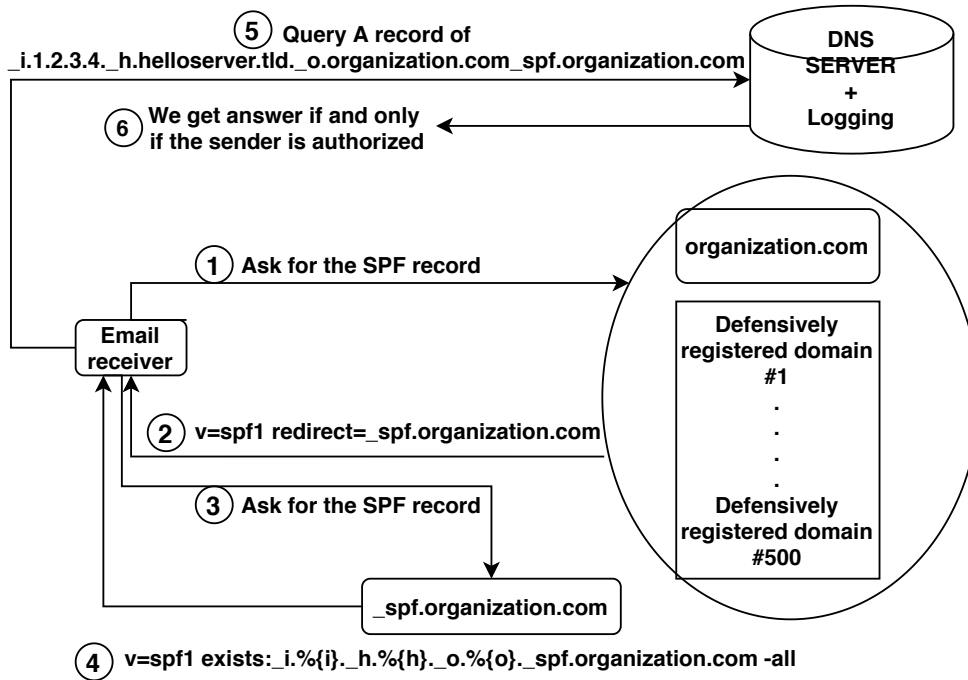 5 Query A record of
_i.1.2.3.4._h.helloserver.tld._o.organization.com_spf.organization.com
DNS
SERVER
+
Logging
6 We get answer if and only
if the sender is authorized
organization.com
1 Ask for the SPF record
Email
receiver
Defensively
registered domain
#1
.
.
.
.
Defensively
registered domain
#500
2 v=spf1 redirect=_spf.organization.com
3 Ask for the SPF record
_spf.organization.com
4 v=spf1 exists:_i.%{i}._h.%{h}._o.%{o}._spf.organization.com -all